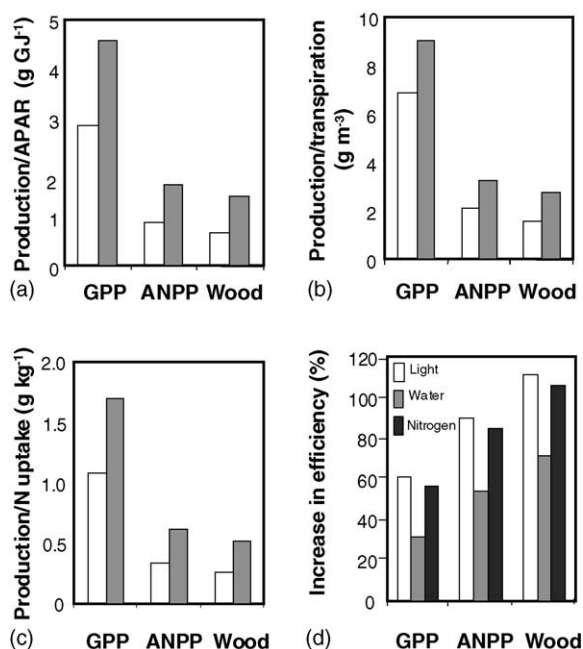 Production/APAR (g GJ⁻¹)
5
4
3
2
1
0
(a)
GPP ANPP Wood
Production/transpiration
(g m⁻³)
10
8
6
4
2
0
(b)
GPP ANPP Wood
Production/N uptake (g kg⁻¹)
2.0
1.5
1.0
0.5
0
(c)
GPP ANPP Wood
Increase in efficiency (%)
120
100
80
60
40
20
0
Light
Water
Nitrogen
(d)
GPP ANPP Wood